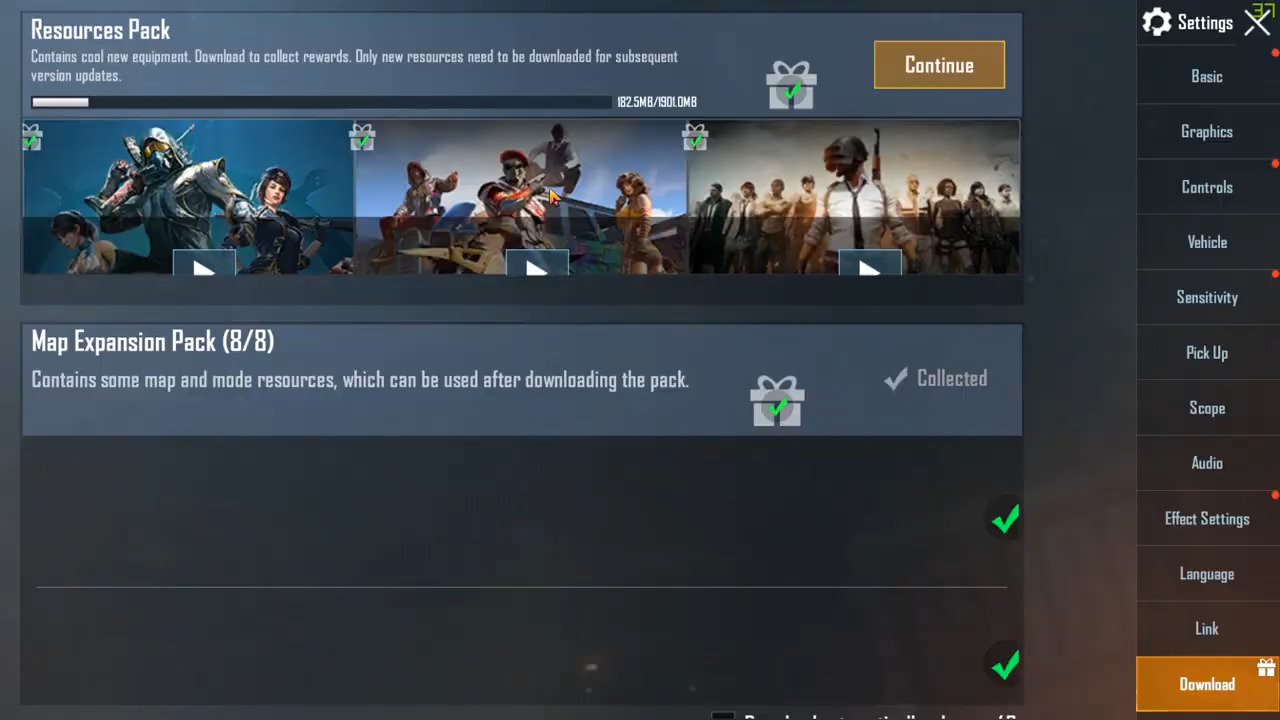 Resources Pack
Contains cool new equipment. Download to collect rewards. Only new resources need to be downloaded for subsequent
version updates.
182.5MB/1901.0MB
Continue
Map Expansion Pack (8/8)
Contains some map and mode resources, which can be used after downloading the pack.
Collected
37
Settings
Basic
Graphics
Controls
Vehicle
Sensitivity
Pick Up
Scope
Audio
Effect Settings
Language
Link
Download